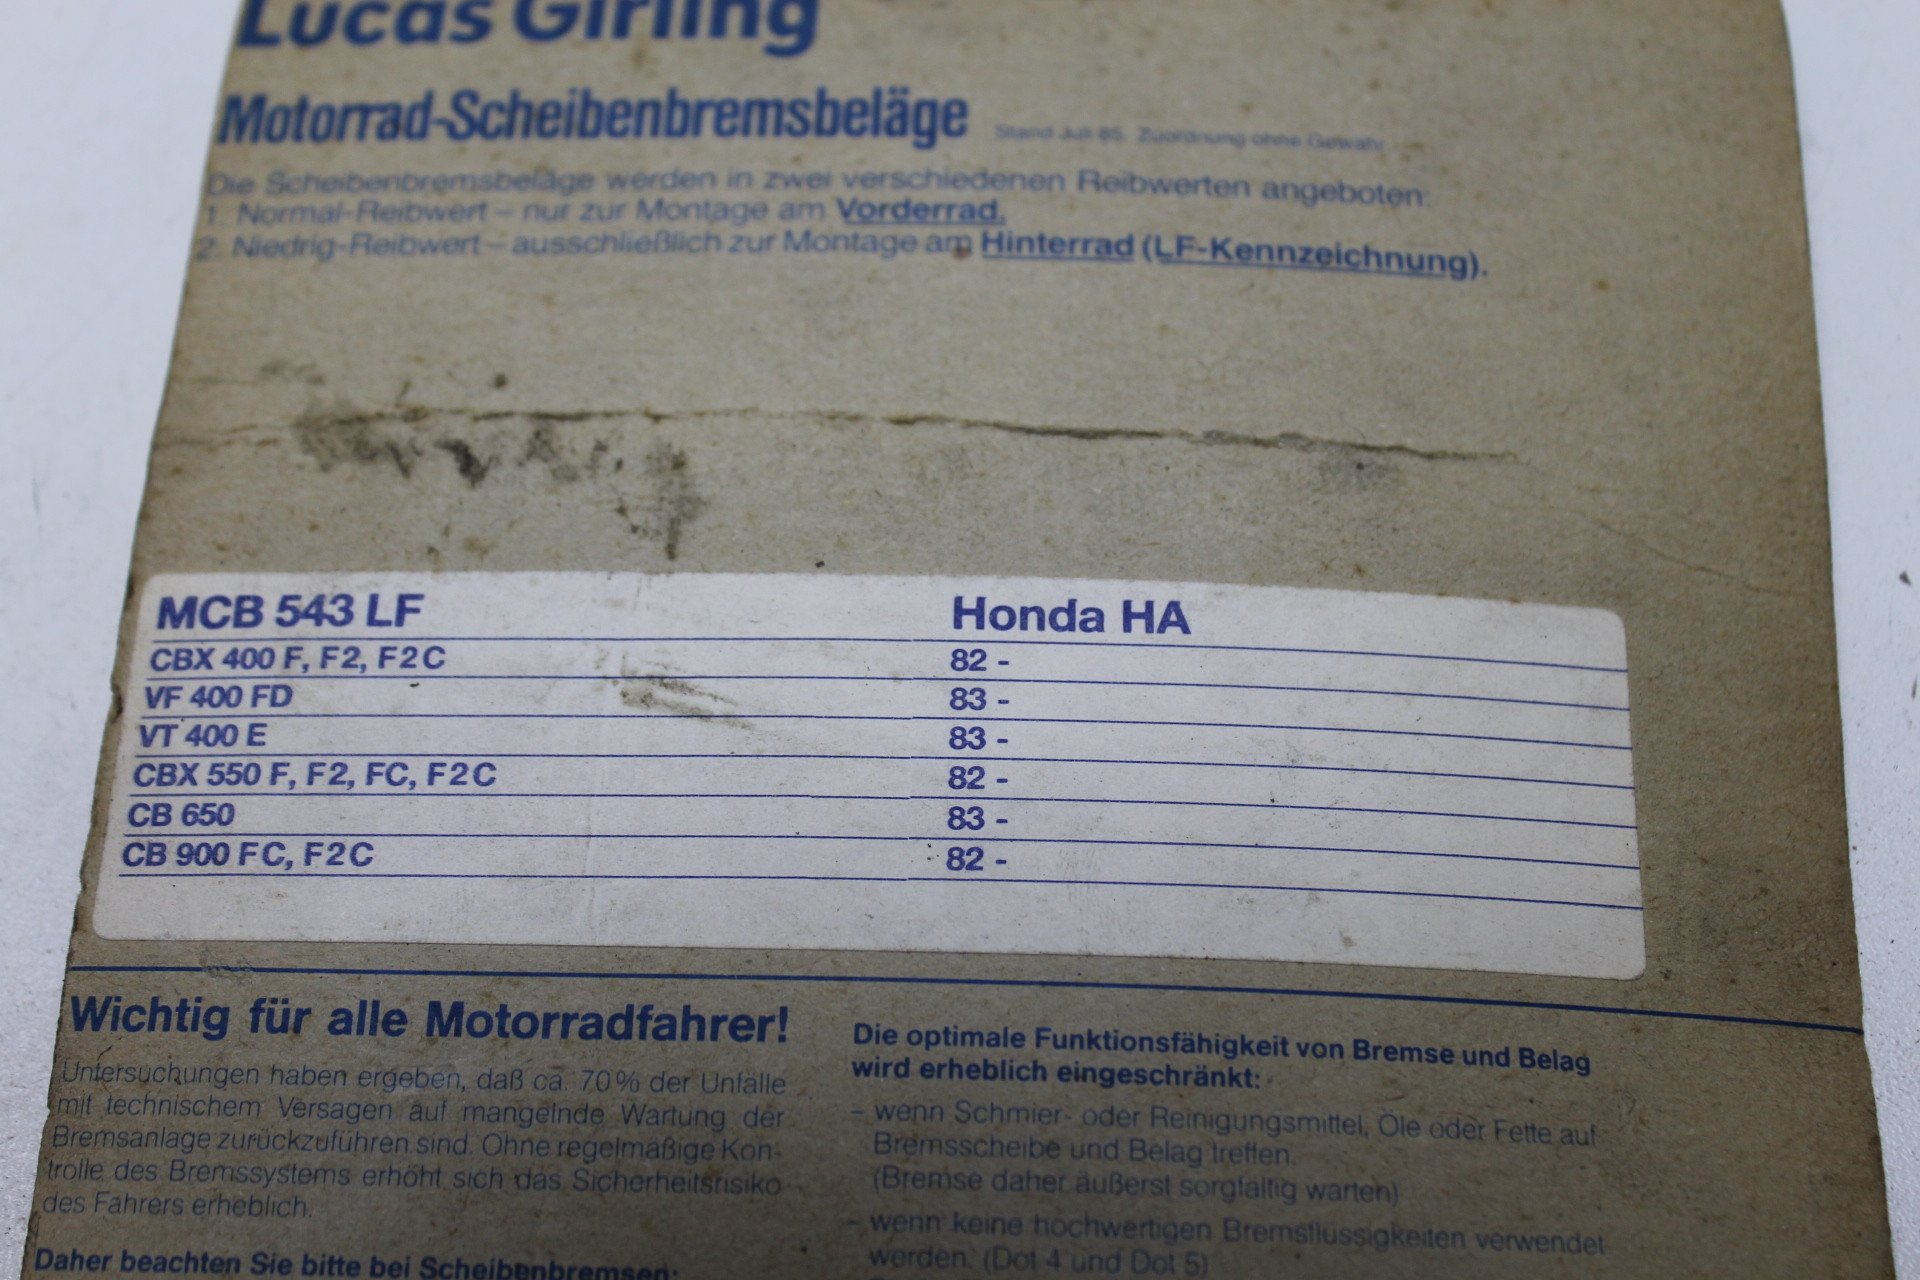 Lucas Girling
Motorrad-Scheibenbremsbeläge Stand Juli 85. Zuordnung ohne Gewähr.
Die Scheibenbremsbeläge werden in zwei verschiedenen Reibwerten angeboten:
1. Normal-Reibwert – nur zur Montage am Vorderrad.
2. Niedrig-Reibwert – ausschließlich zur Montage am Hinterrad (LF-Kennzeichnung).
MCB 543 LF Honda HA
CBX 400 F, F2, F2C 82 -
VF 400 FD 83 -
VT 400 E 83 -
CBX 550 F, F2, FC, F2C 82 -
CB 650 83 -
CB 900 FC, F2C 82 -
Wichtig für alle Motorradfahrer!
Untersuchungen haben ergeben, daß ca. 70% der Unfälle
mit technischem Versagen auf mangelnde Wartung der
Bremsanlage zurückzuführen sind. Ohne regelmäßige Kon-
trolle des Bremssystems erhöht sich das Sicherheitsrisiko
des Fahrers erheblich.
Daher beachten Sie bitte bei Scheibenbremsen:
Die optimale Funktionsfähigkeit von Bremse und Belag
wird erheblich eingeschränkt:
– wenn Schmier- oder Reinigungsmittel, Öle oder Fette auf
Bremsscheibe und Belag treffen.
(Bremse daher äußerst sorgfältig warten)
– wenn keine hochwertigen Bremsflüssigkeiten verwendet
werden. (Dot 4 und Dot 5)